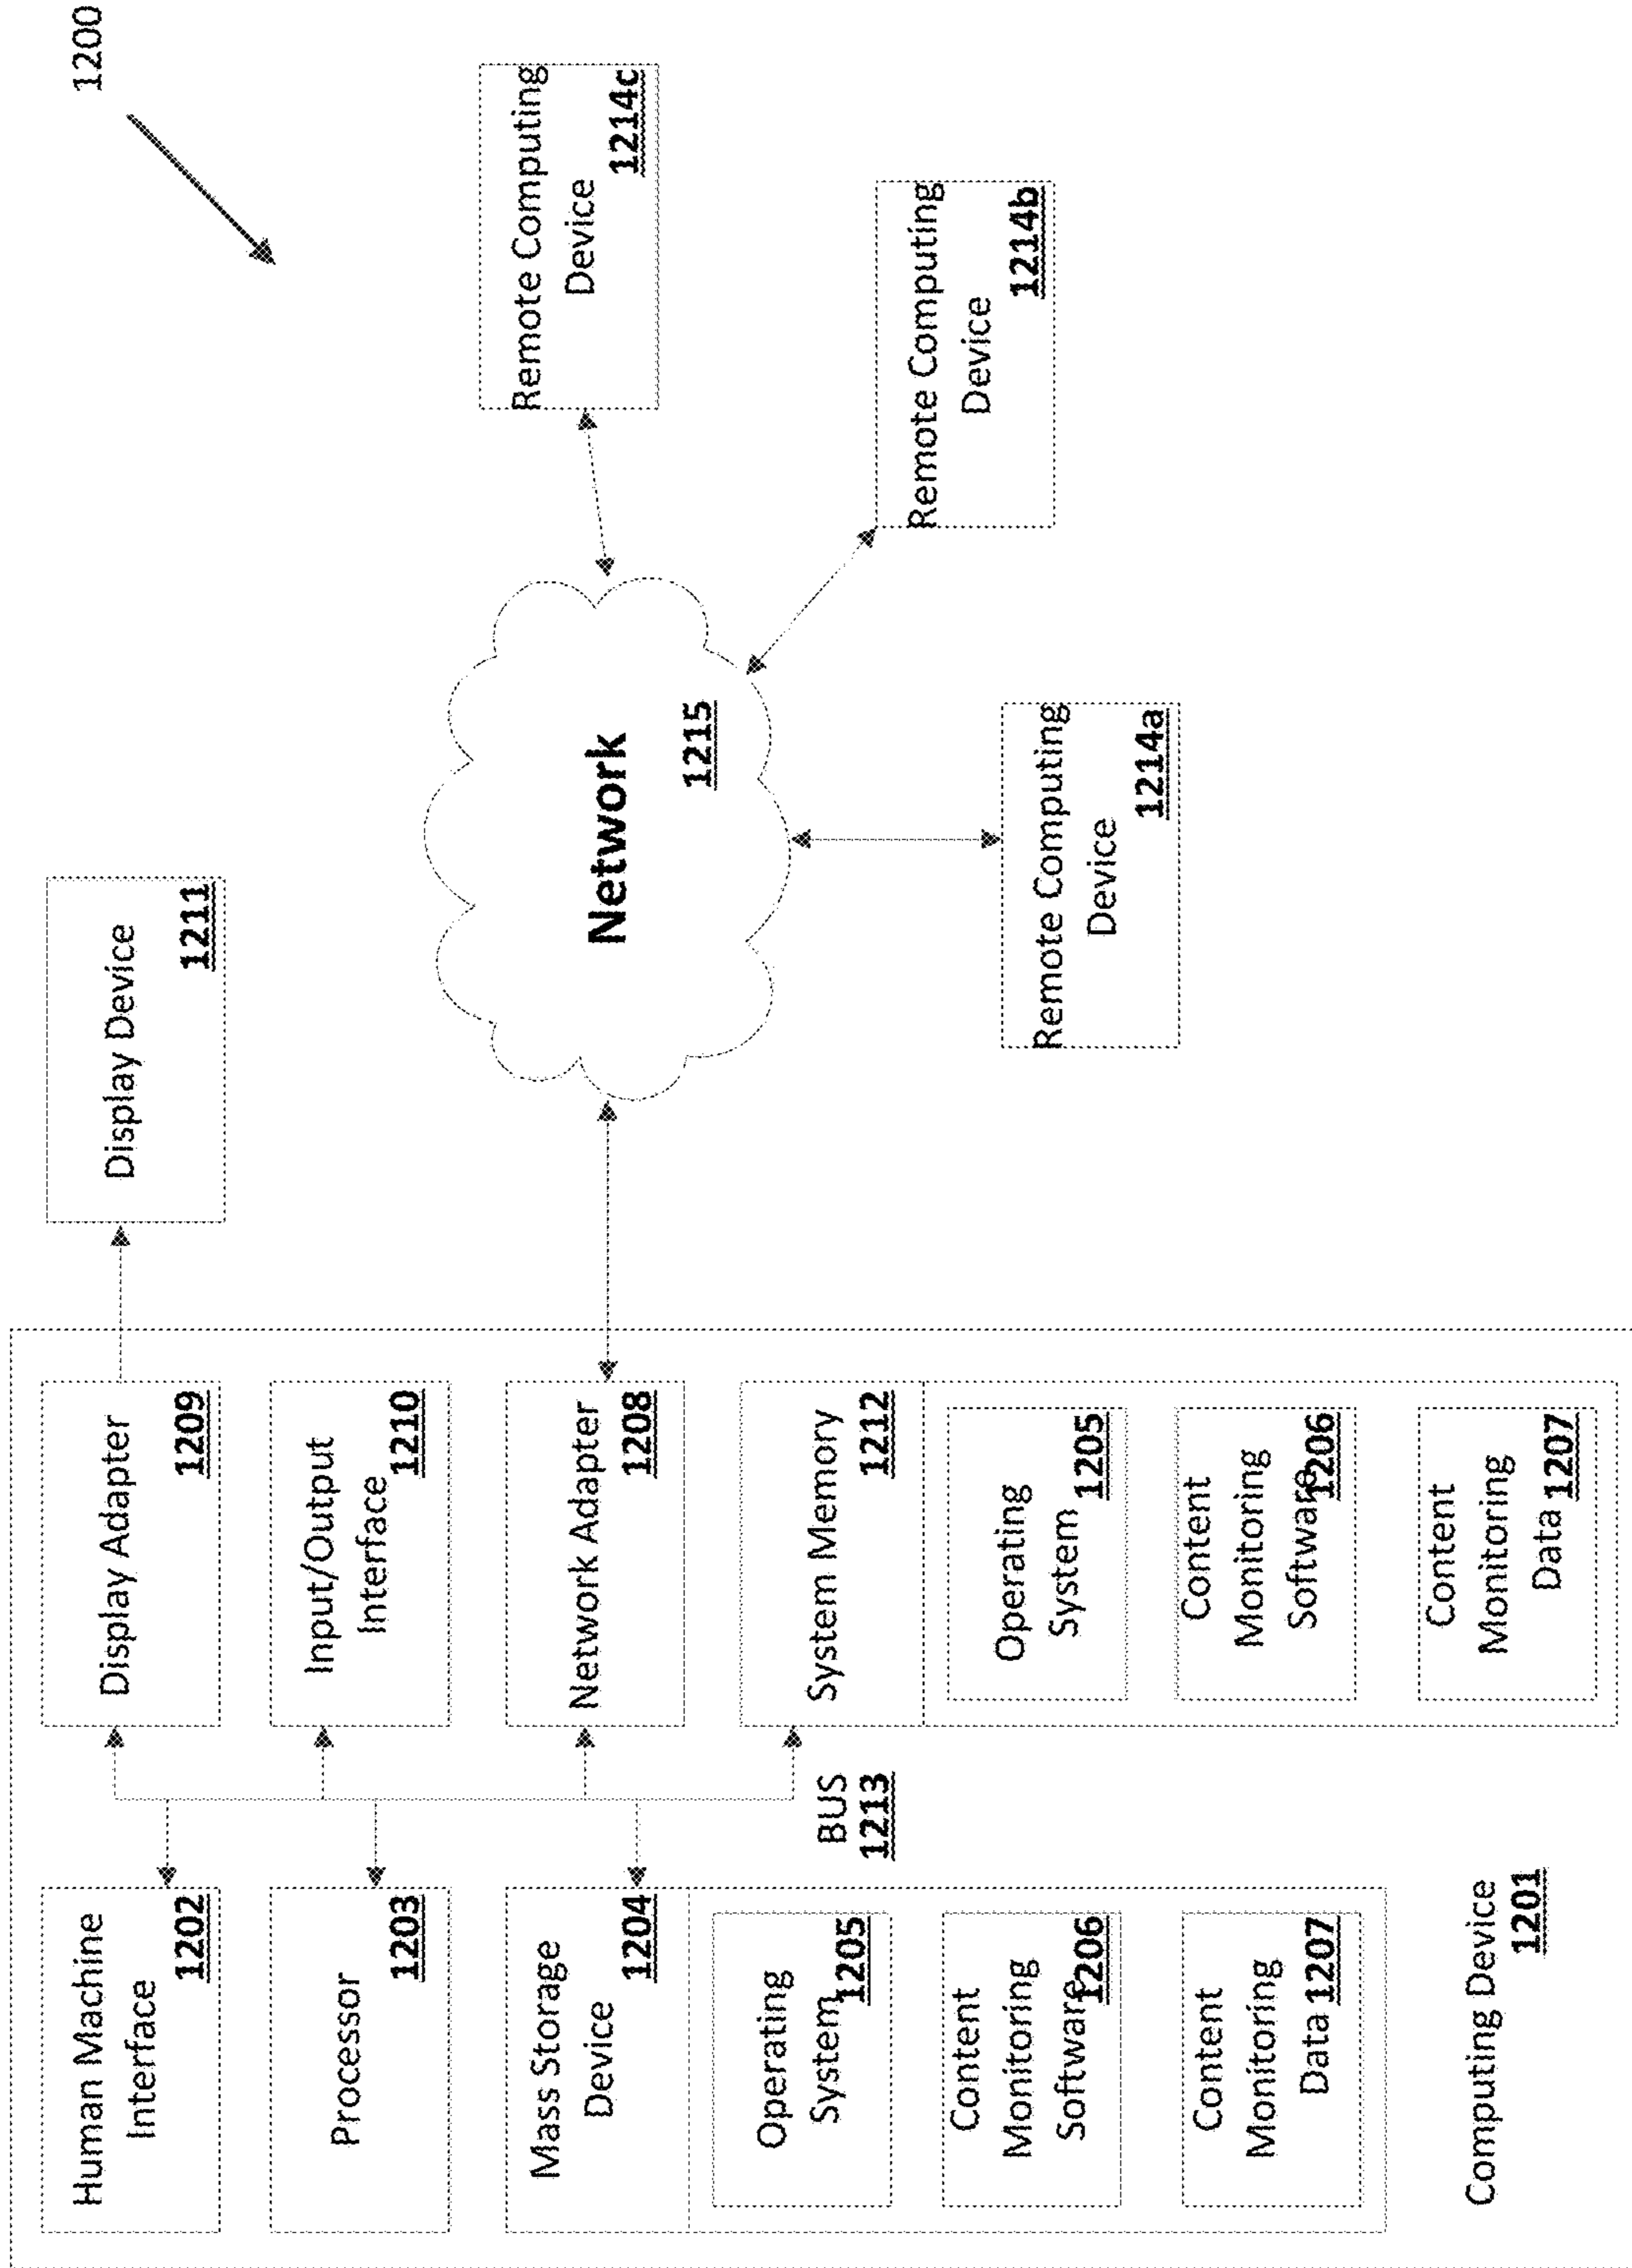 1200
Human Machine
Interface
1202
Processor
1203
Mass Storage
Device
1204
Operating
System
1205
Content
Monitoring
Software
1206
Content
Monitoring
Data 1207
Computing Device
1201
BUS
1213
Display Adapter
1209
Input/Output
Interface
1210
Network Adapter
1208
System Memory
1212
Operating
System
1205
Content
Monitoring
Software
1206
Content
Monitoring
Data 1207
Display Device
1211
Network
1215
Remote Computing
Device
1214a
Remote Computing
Device
1214b
Remote Computing
Device
1214c